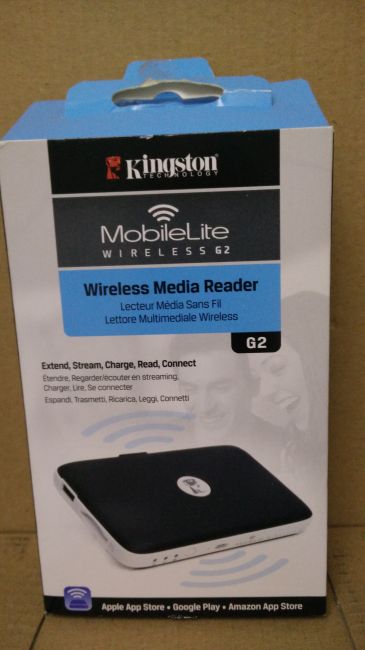 Kingston
TECHNOLOGY
MobileLite
WIRELESS G2
Wireless Media Reader
Lecteur Média Sans Fil
Lettore Multimediale Wireless
G2
Extend, Stream, Charge, Read, Connect
Étendre, Regarder/écouter en streaming,
Charger, Lire, Se connecter
Espandi, Trasmetti, Ricarica, Leggi, Connetti
Apple App Store • Google Play • Amazon App Store